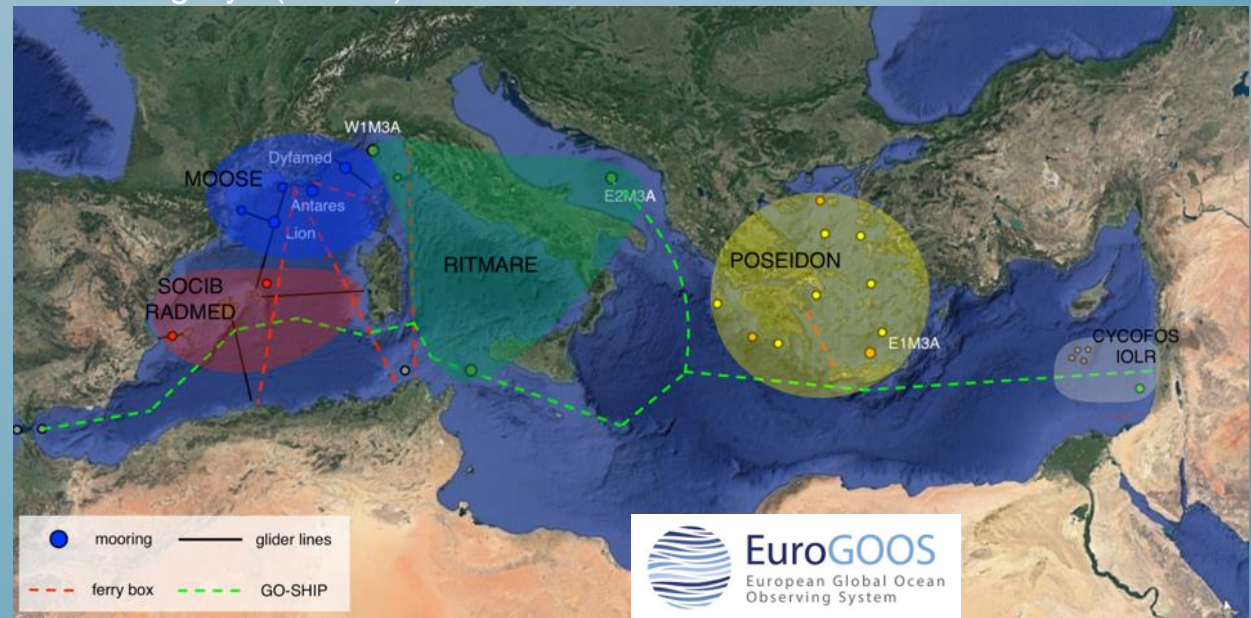 W1M3A
Dyfamed
MOOSE
Antares
Lion
E2M3A
RITMARE
POSEIDON
SOCIB
RADMED
E1M3A
CYCOFOS
IOLR
mooring
glider lines
ferry box
GO-SHIP
EuroGOOS
European Global Ocean
Observing System